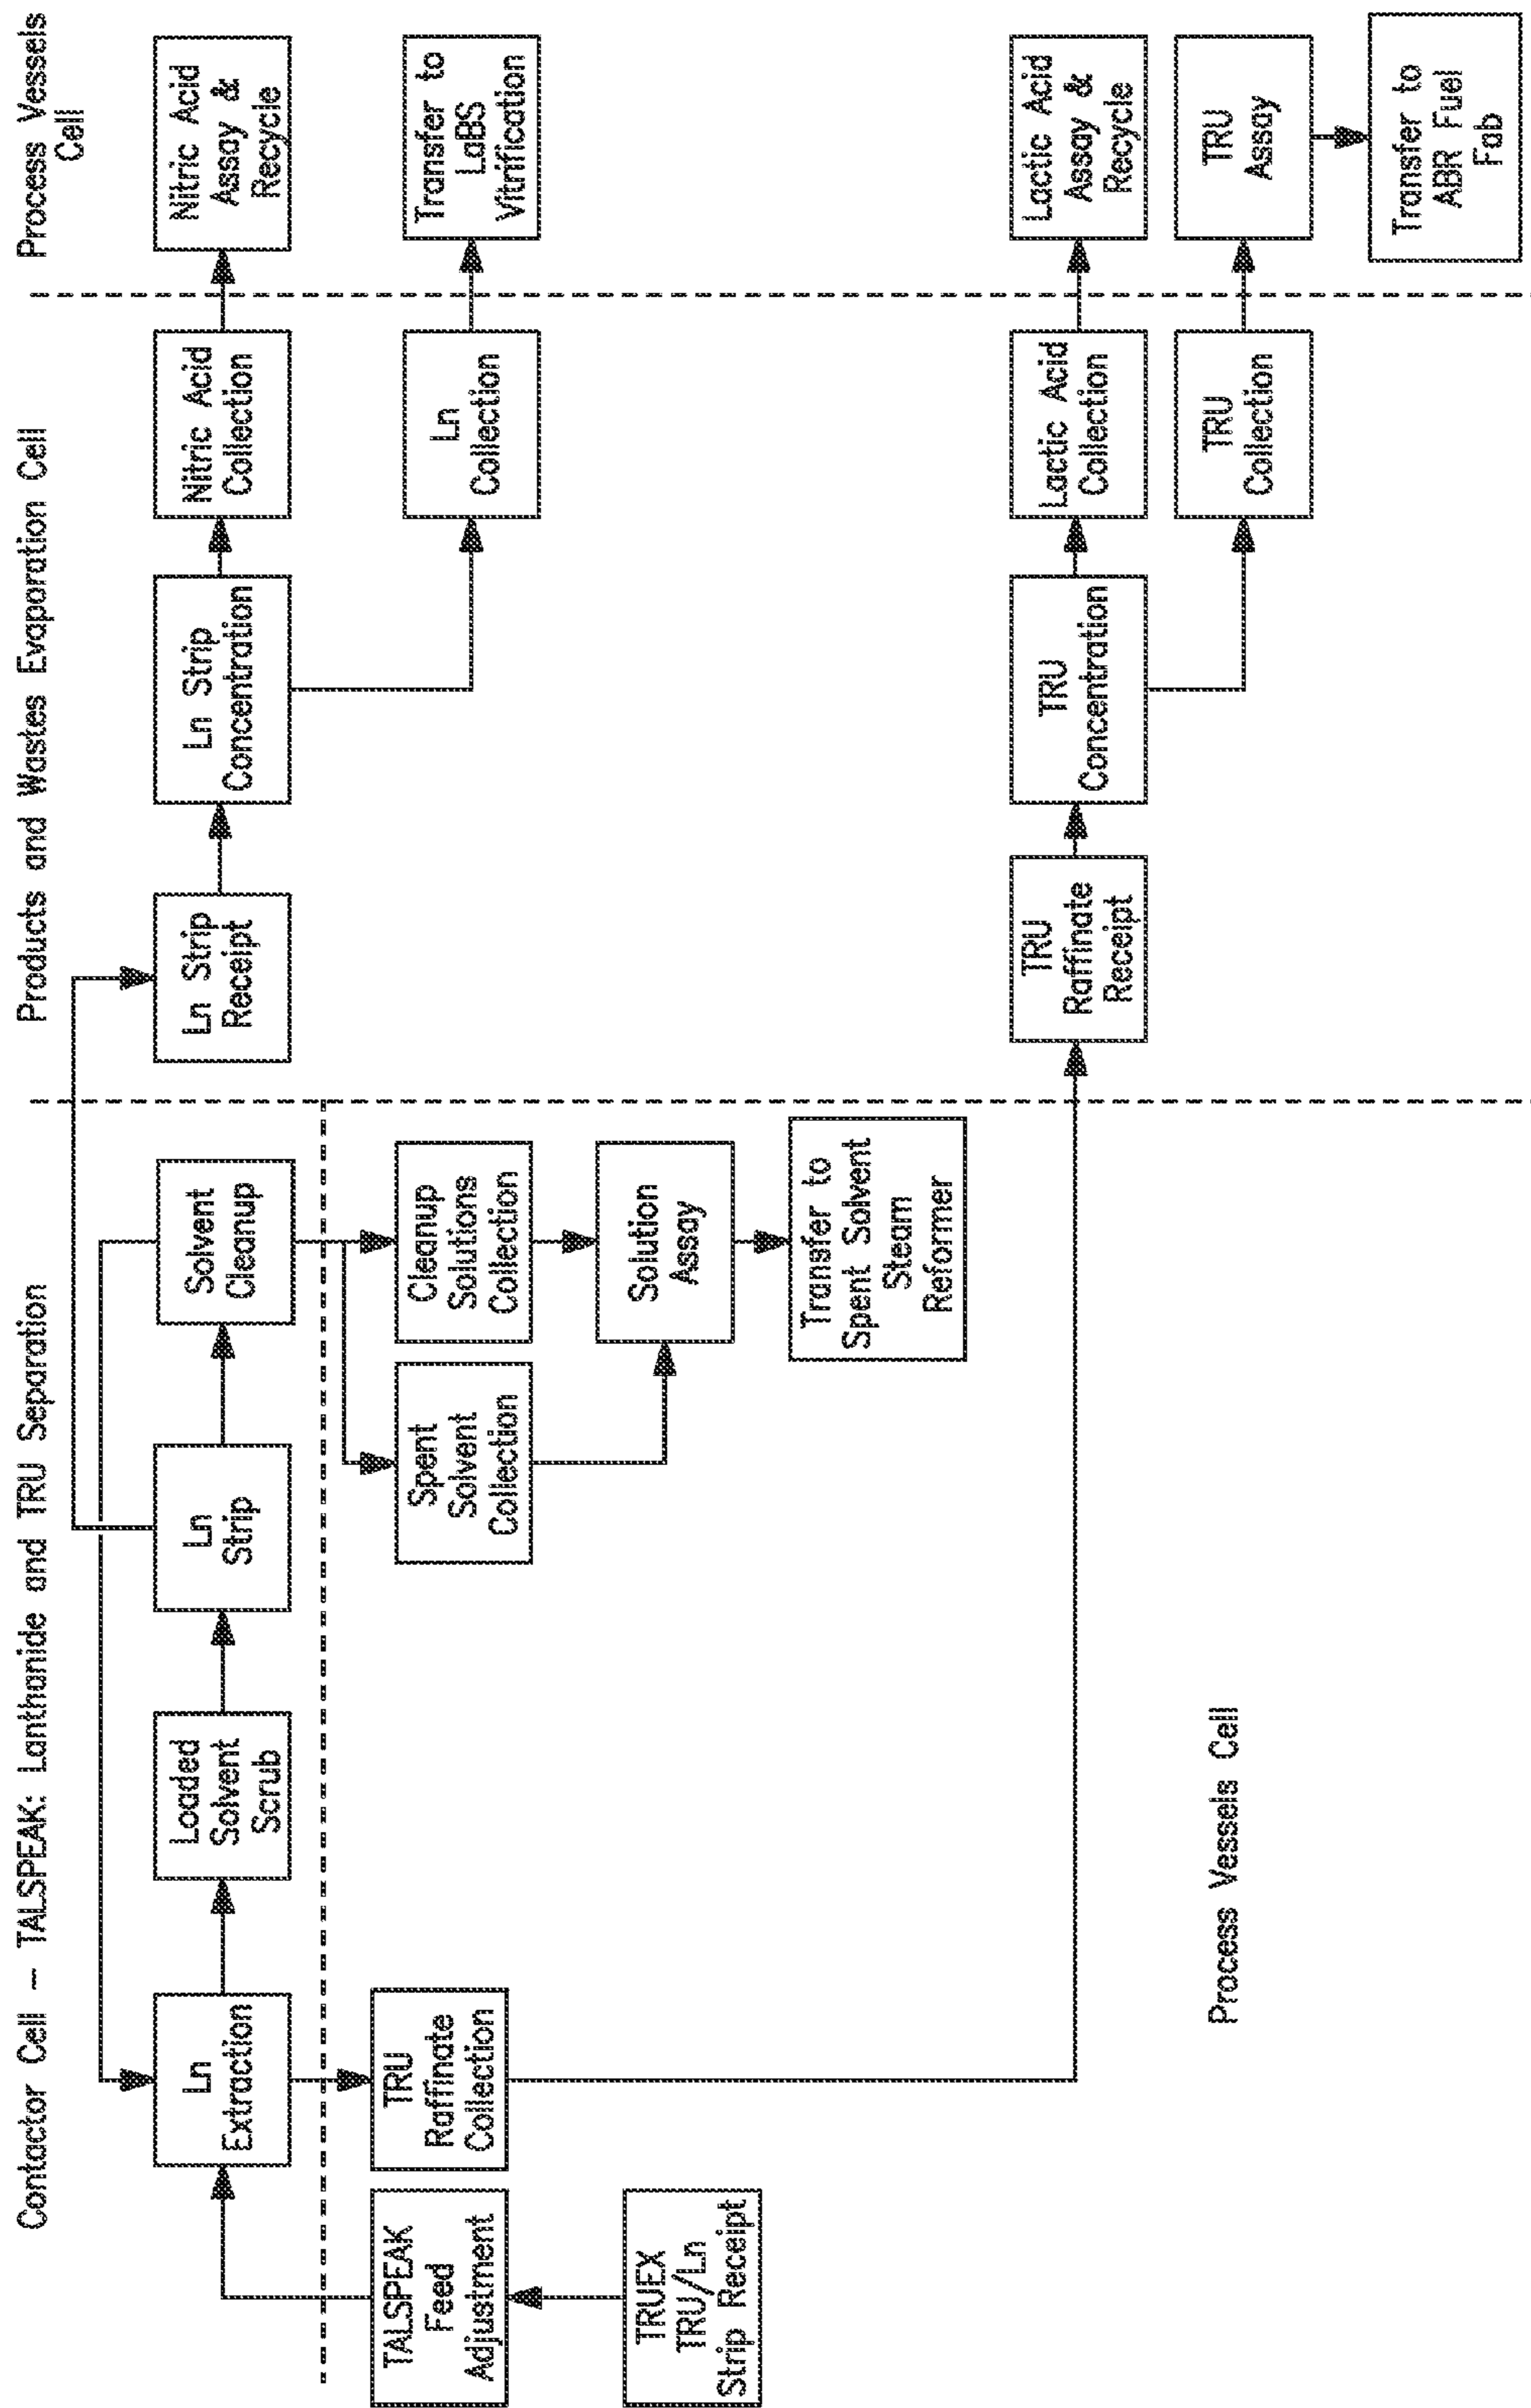 Contactor Cell – TALSPEAK: Lanthanide and TRU Separation
Products and Wastes Evaporation Cell
Process Vessels
Cell
Ln
Extraction
Loaded
Solvent
Scrub
Ln
Strip
Solvent
Cleanup
Ln Strip
Receipt
Ln Strip
Concentration
Nitric Acid
Collection
Nitric Acid
Assay &
Recycle
TALSPEAK
Feed
Adjustment
TRU
Raffinate
Collection
Spent
Solvent
Collection
Cleanup
Solutions
Collection
Ln
Collection
Transfer to
LaBS
Vitrification
TRUEX
TRU/Ln
Strip Receipt
Solution
Assay
Transfer to
Spent Solvent
Steam
Reformer
TRU
Raffinate
Receipt
TRU
Concentration
Lactic Acid
Collection
Lactic Acid
Assay &
Recycle
Process Vessels Cell
TRU
Collection
TRU
Assay
Transfer to
ABR Fuel
Fab